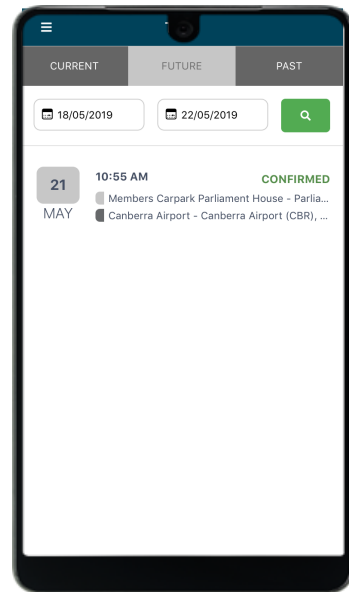 CURRENT FUTURE PAST
18/05/2019 22/05/2019
10:55 AM CONFIRMED
21
MAY
Members Carpark Parliament House - Parlia...
Canberra Airport - Canberra Airport (CBR), ...